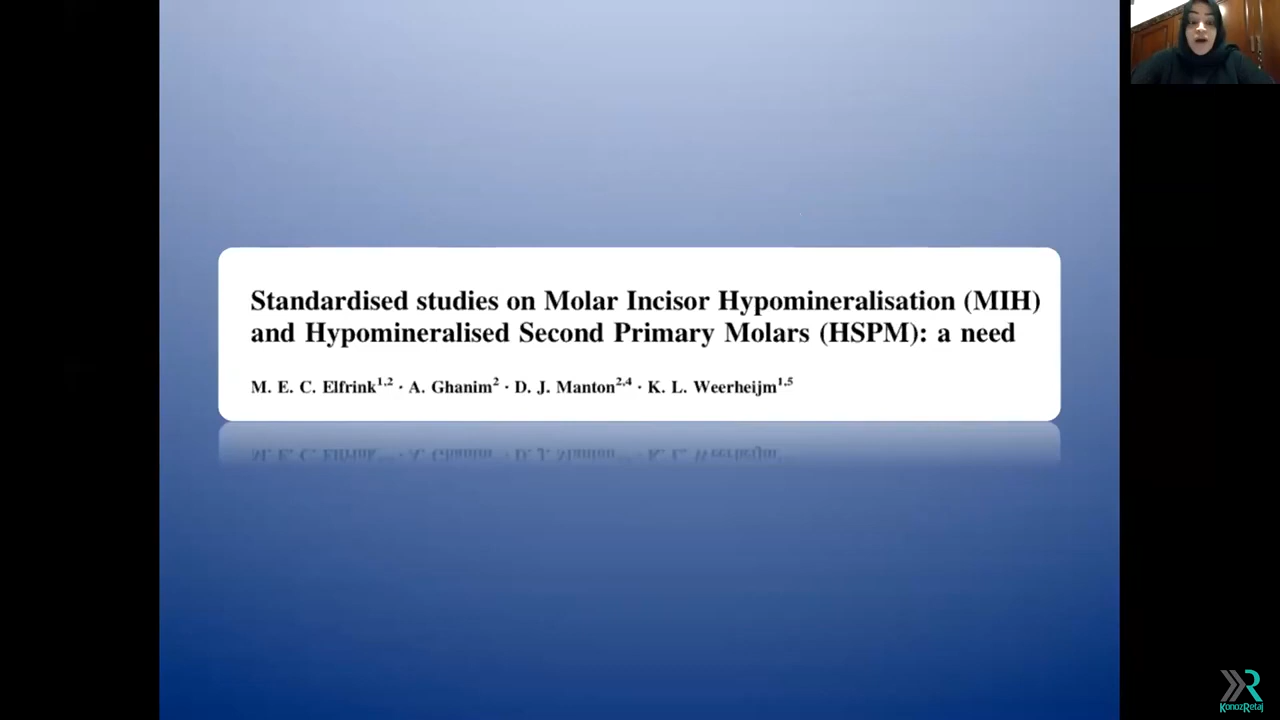 Standardised studies on Molar Incisor Hypomineralisation (MIH)
and Hypomineralised Second Primary Molars (HSPM): a need
M. E. C. Elfrink1,2 · A. Ghanim2 · D. J. Manton2,4 · K. L. Weerheijm1,5
KonozRetaj